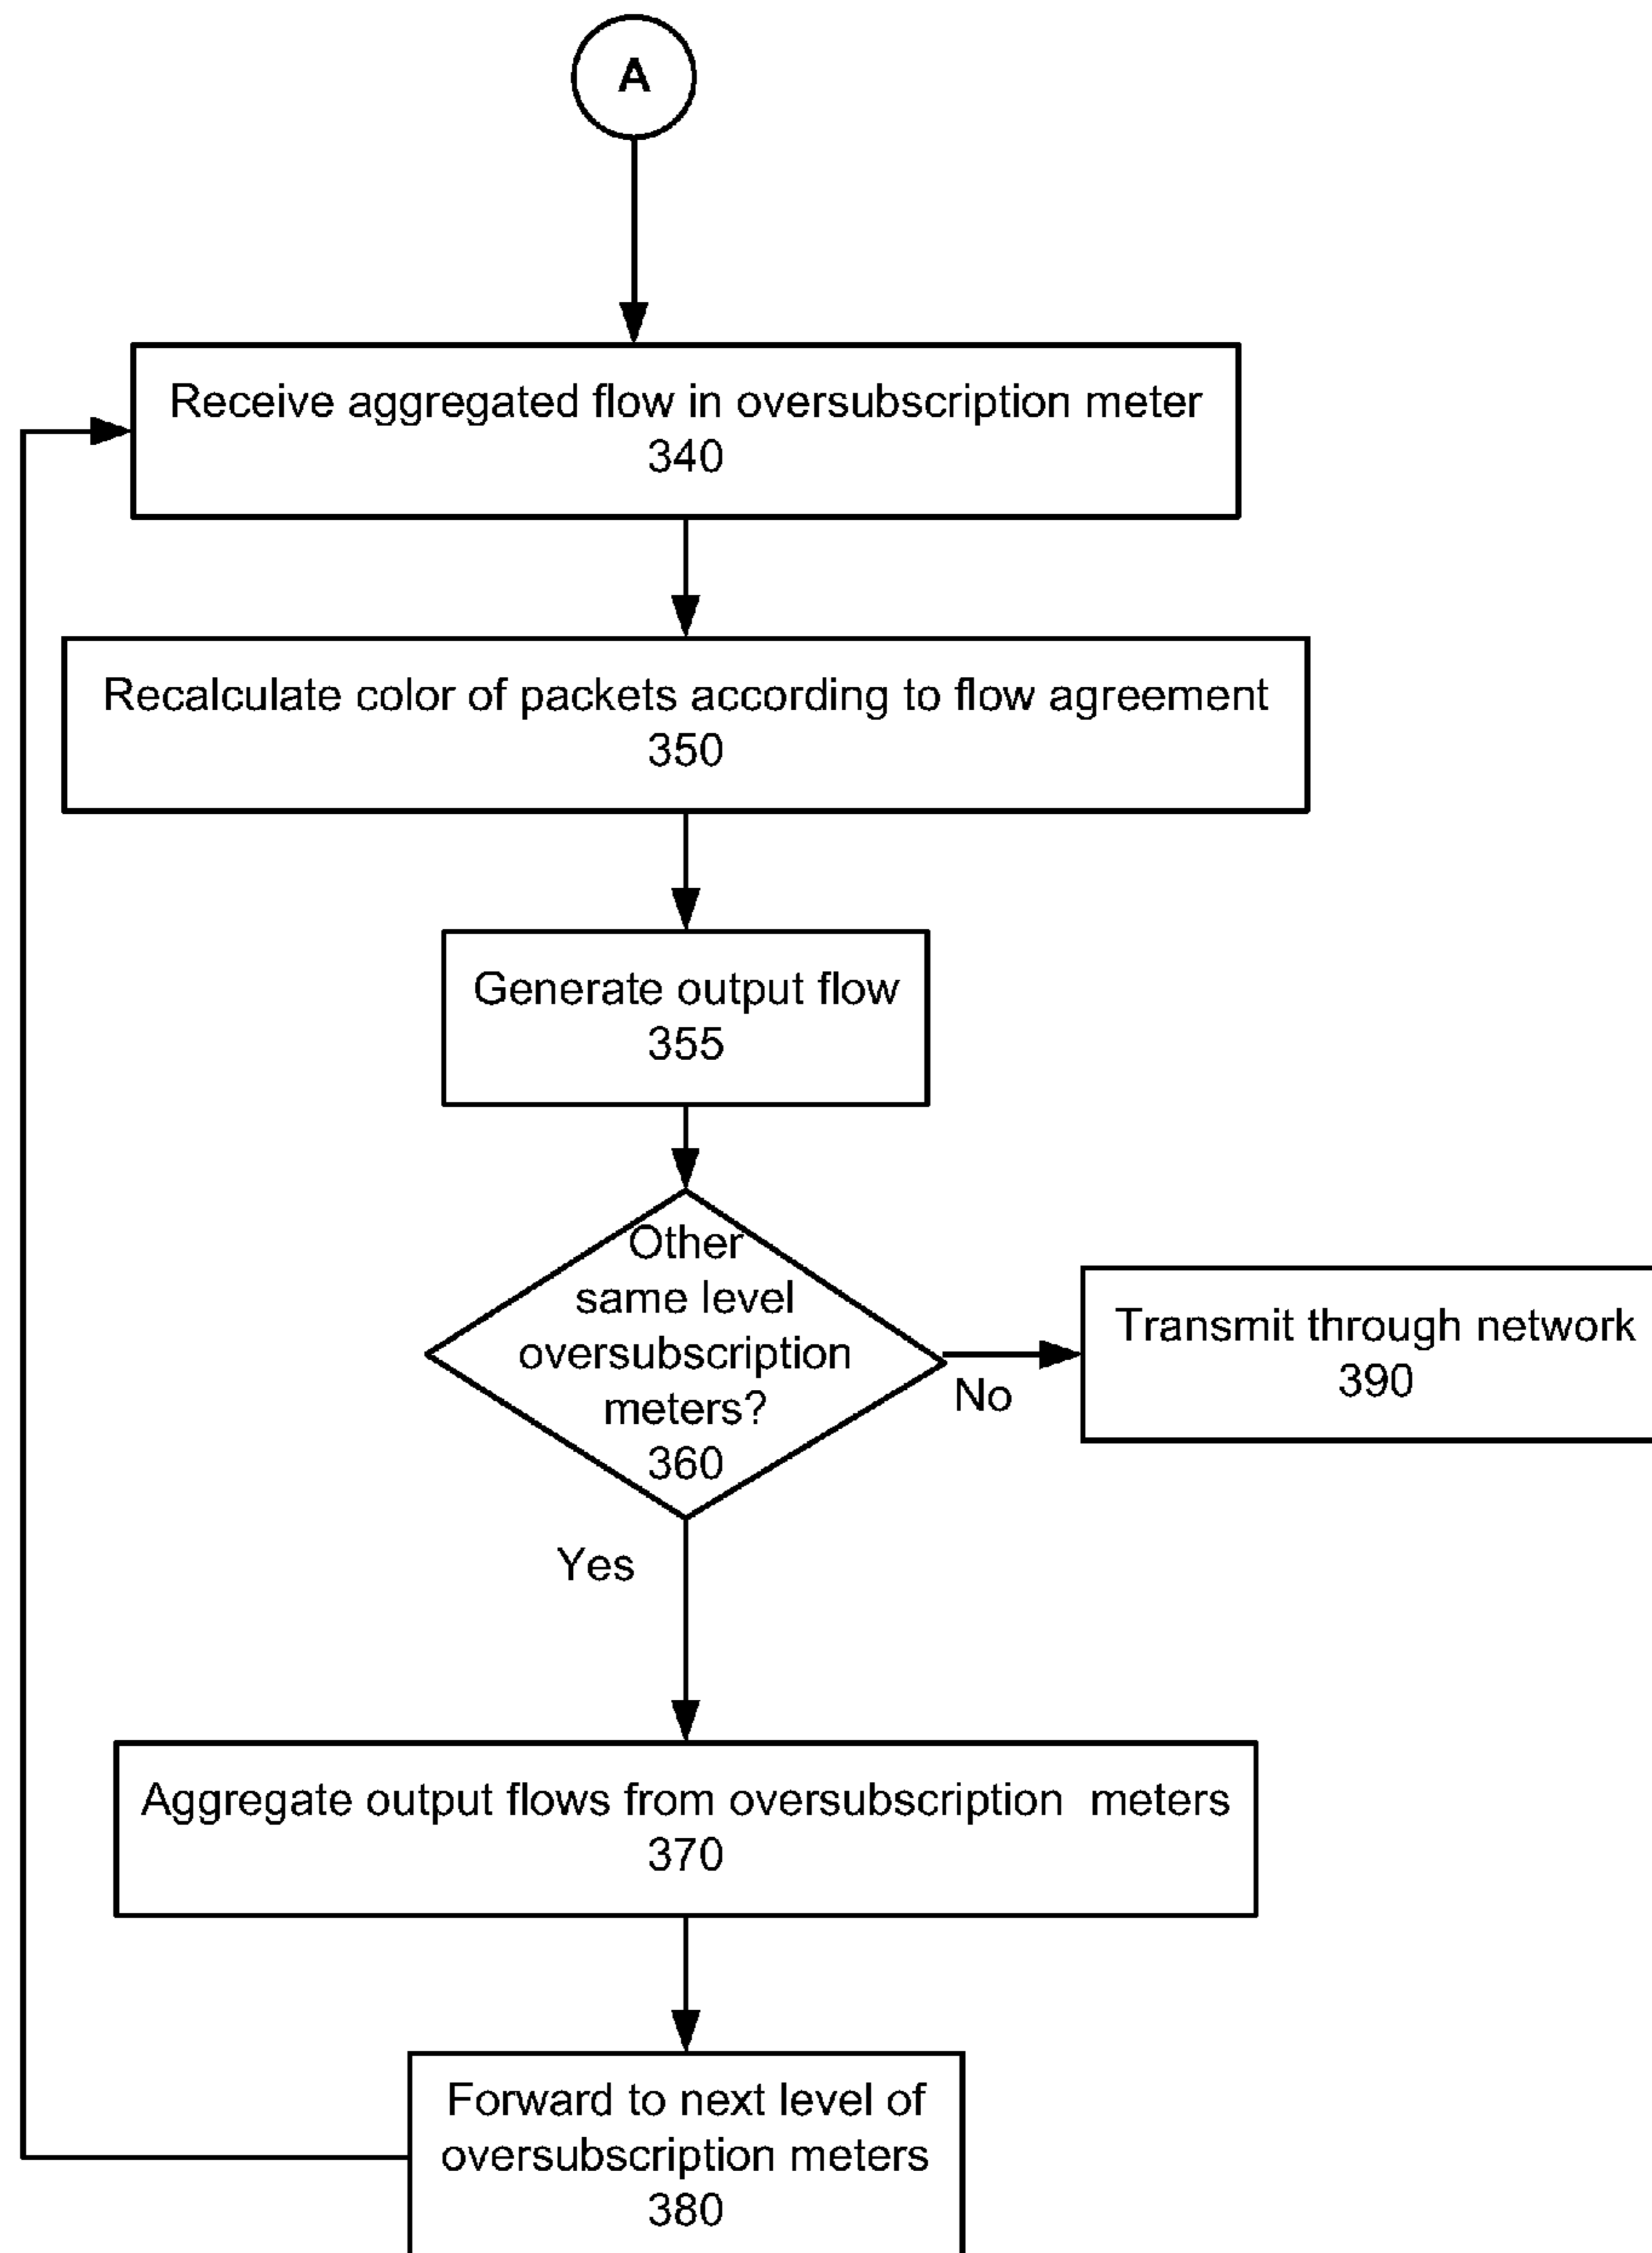 A
Receive aggregated flow in oversubscription meter
340
Recalculate color of packets according to flow agreement
350
Generate output flow
355
Other
same level
oversubscription
meters?
360
No
Transmit through network
390
Yes
Aggregate output flows from oversubscription meters
370
Forward to next level of
oversubscription meters
380